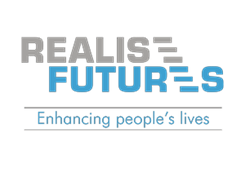 REALISE
FUTURES
Enhancing people's lives